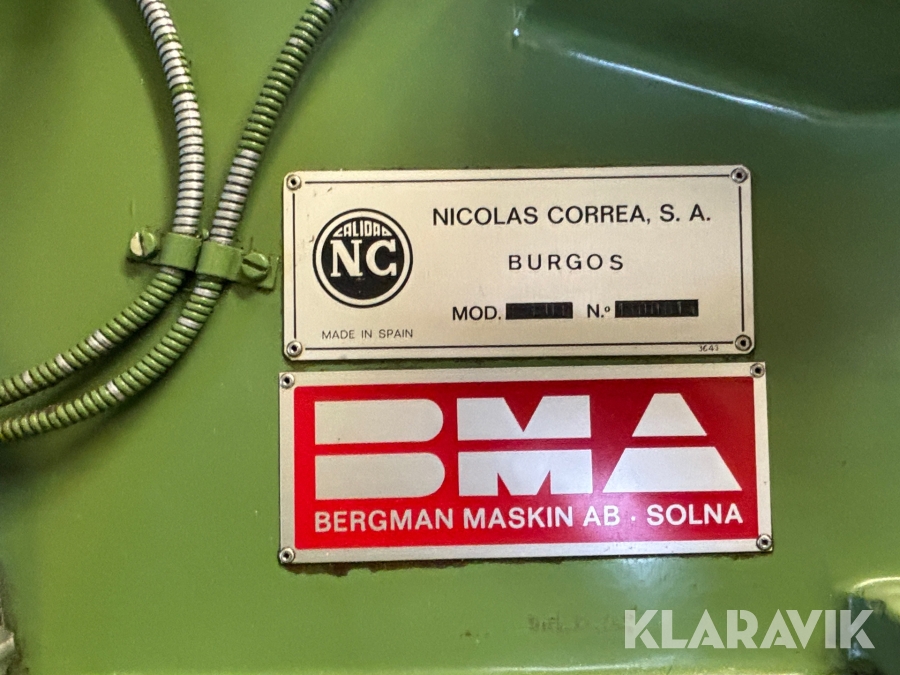 CALIDAD
NC
MADE IN SPAIN
NICOLAS CORREA, S. A.
BURGOS
MOD. N.º
3643
BMA
BERGMAN MASKIN AB · SOLNA
KLARAVIK